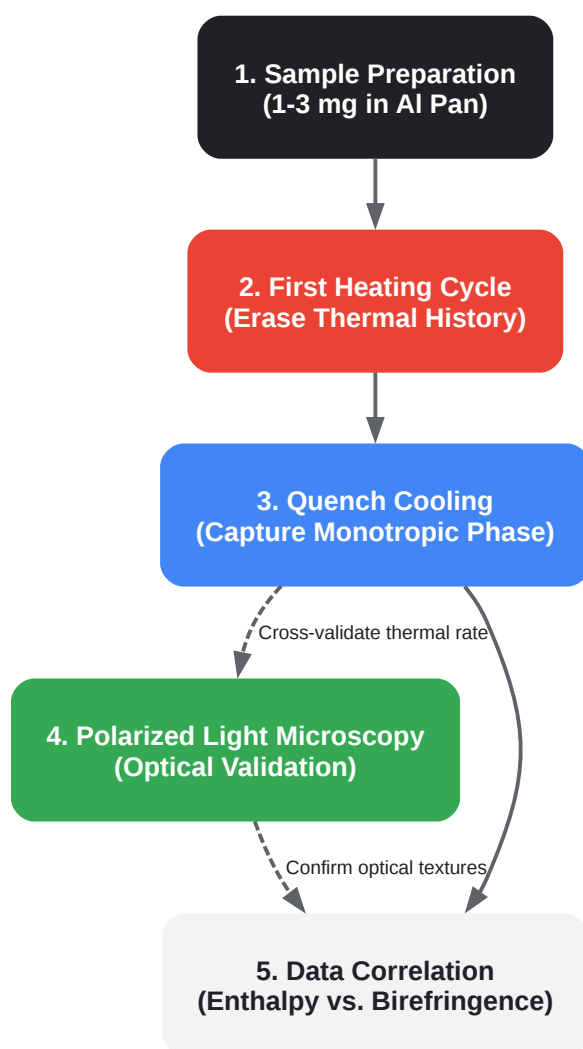 1. Sample Preparation
(1-3 mg in Al Pan)
2. First Heating Cycle
(Erase Thermal History)
3. Quench Cooling
(Capture Monotropic Phase)
Cross-validate thermal rate
4. Polarized Light Microscopy
(Optical Validation)
Confirm optical textures
5. Data Correlation
(Enthalpy vs. Birefringence)